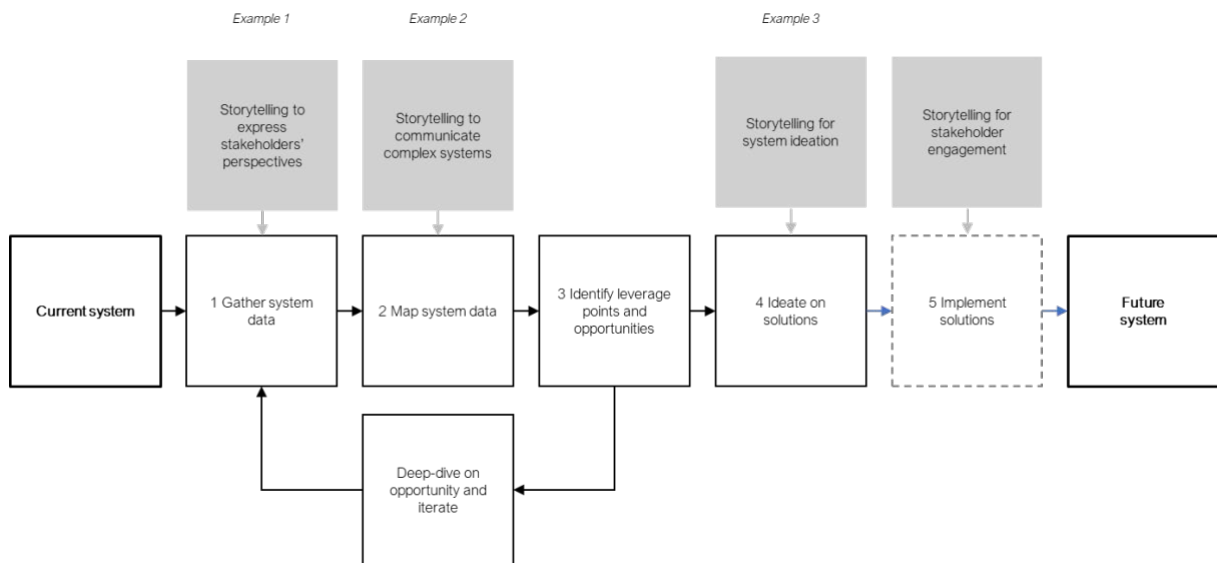 Example 1
Example 2
Example 3
Storytelling to
express
stakeholders'
perspectives
Storytelling to
communicate
complex systems
Storytelling for
system ideation
Storytelling for
stakeholder
engagement
Current system
1 Gather system
data
2 Map system data
3 Identify leverage
points and
opportunities
4 Ideate on
solutions
5 Implement
solutions
Future
system
Deep-dive on
opportunity and
iterate